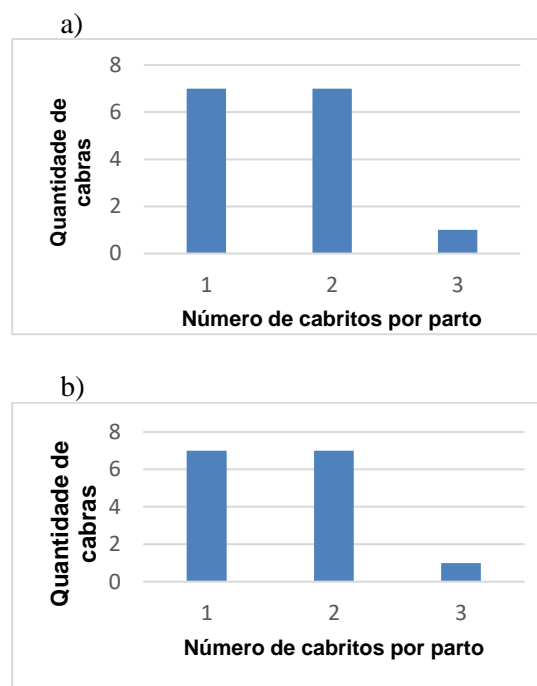 a)
8
6
4
2
0
Quantidade de
cabras
1 2 3
Número de cabritos por parto
b)
8
6
4
2
0
Quantidade de
cabras
1 2 3
Número de cabritos por parto